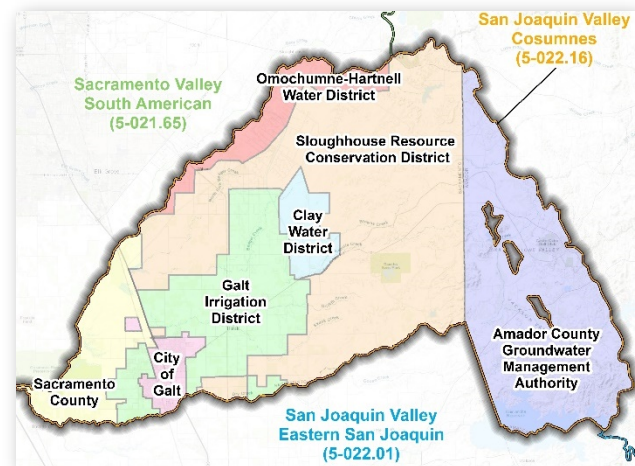 San Joaquin Valley
Cosumnes
(5-022.16)
Sacramento Valley
South American
(5-021.65)
Omochumne-Hartnell
Water District
Sloughhouse Resource
Conservation District
Clay
Water
District
Galt
Irrigation
District
City
of
Galt
Sacramento
County
Amador County
Groundwater
Management
Authority
San Joaquin Valley
Eastern San Joaquin
(5-022.01)